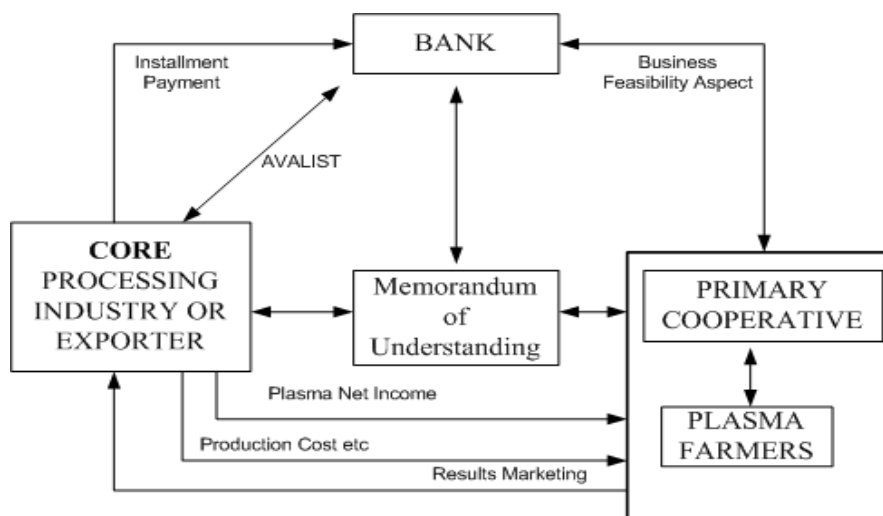 BANK
Installment
Payment
Business
Feasibility Aspect
AVALIST
CORE
PROCESSING
INDUSTRY OR
EXPORTER
Memorandum
of
Understanding
PRIMARY
COOPERATIVE
PLASMA
FARMERS
Plasma Net Income
Production Cost etc
Results Marketing